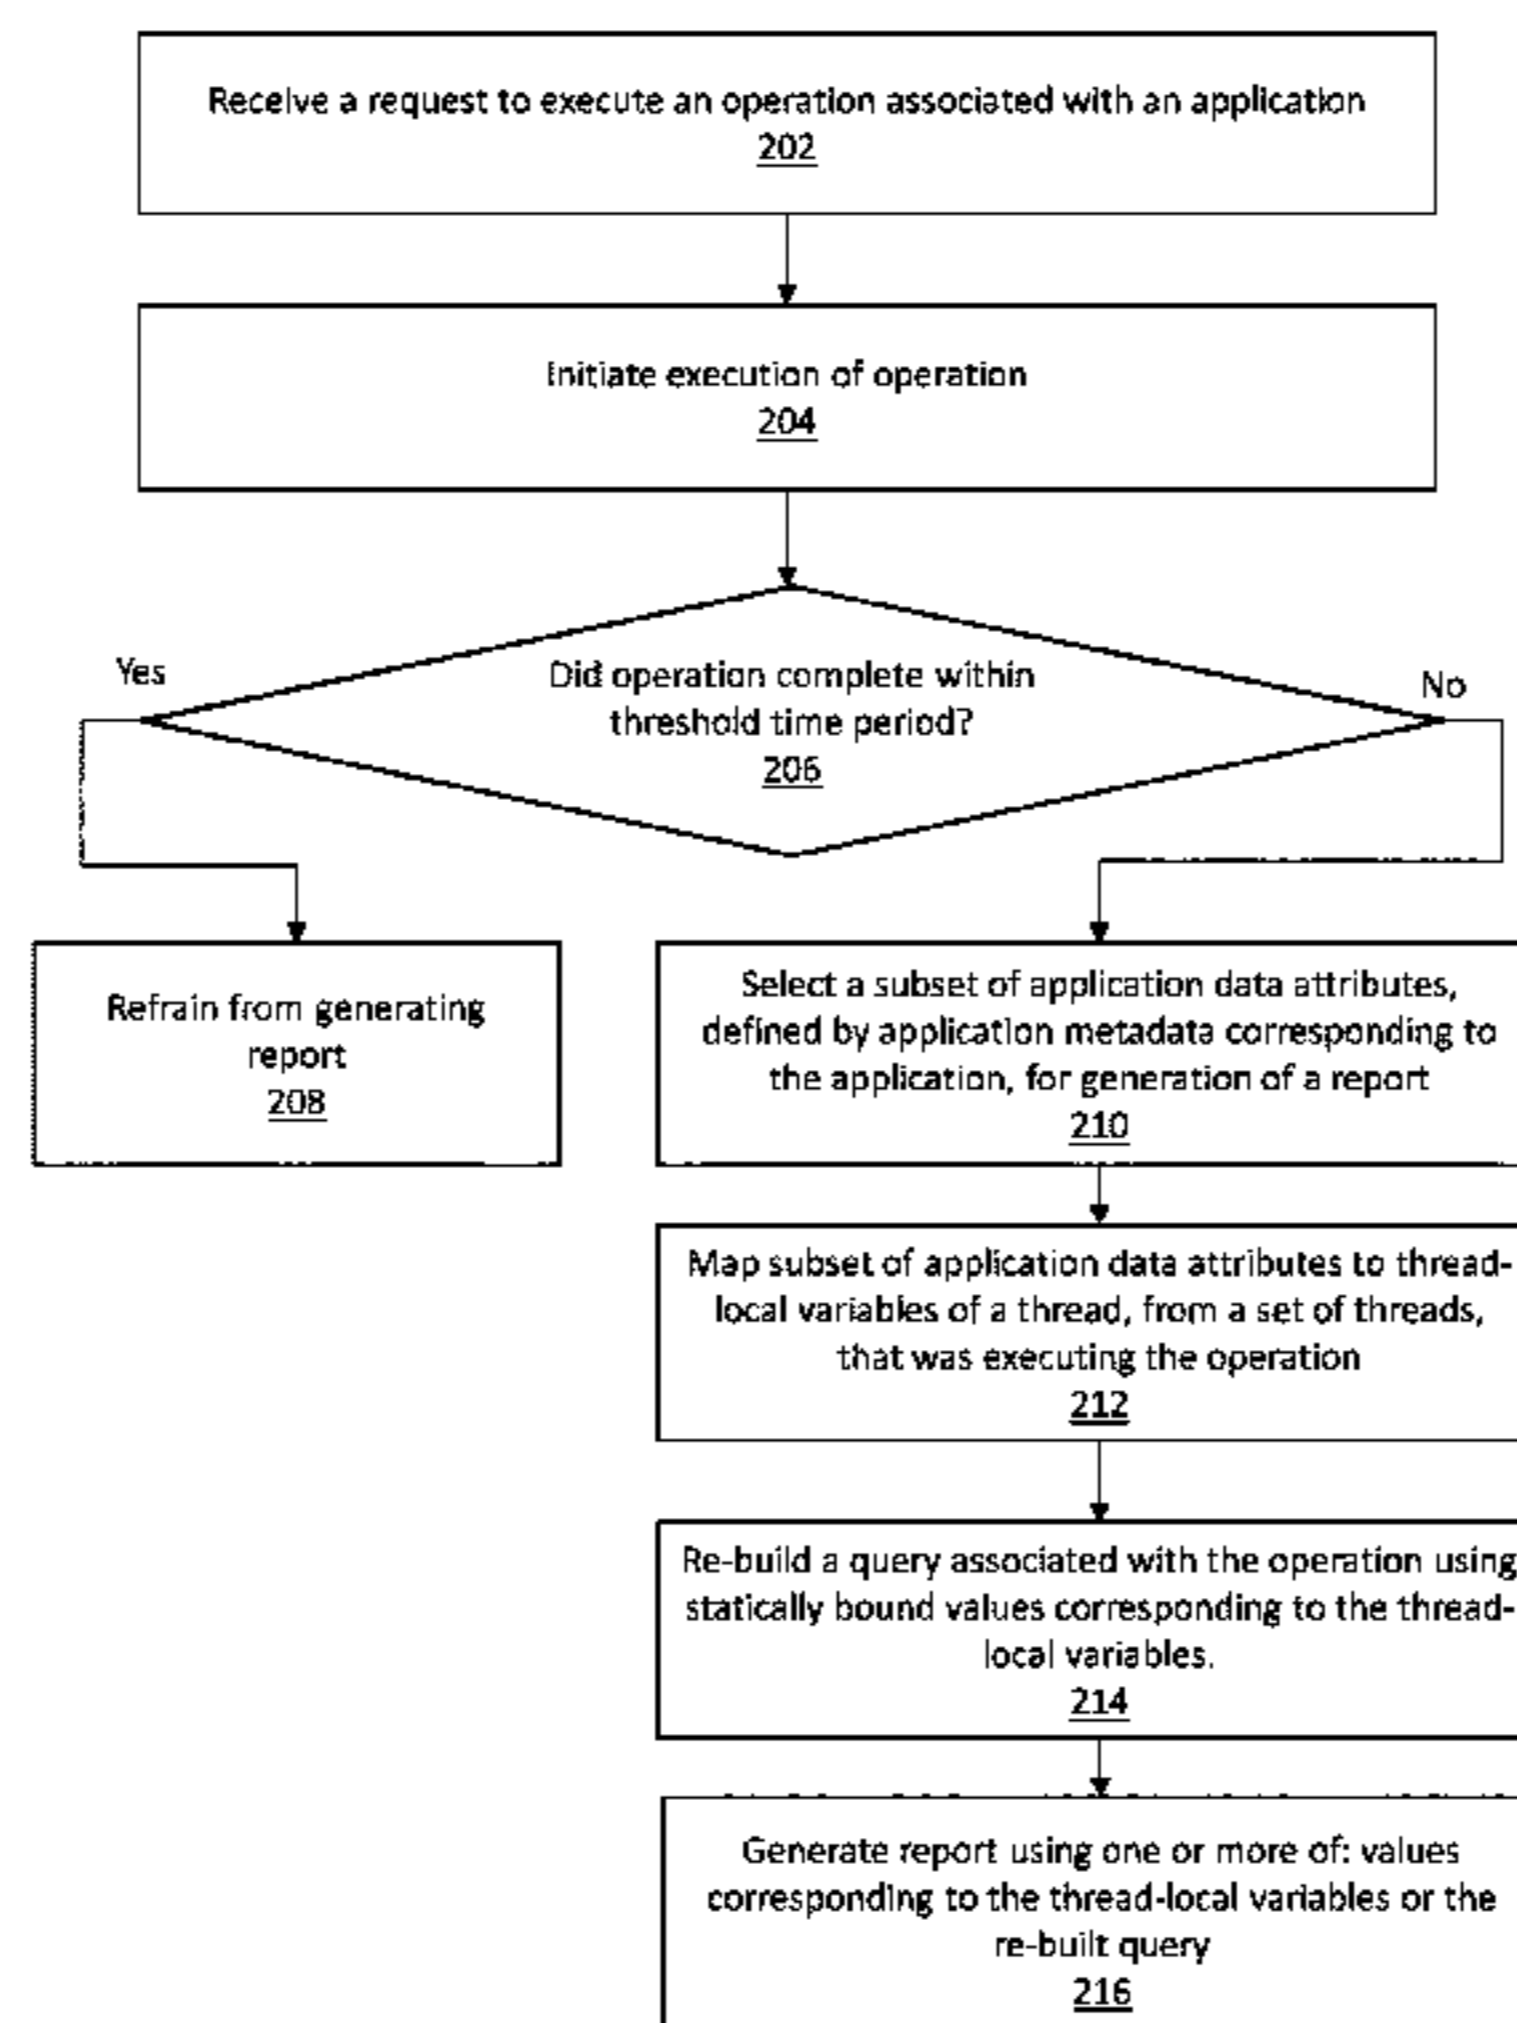 Receive a request to execute an operation associated with an application
202
Initiate execution of operation
204
Did operation complete within
threshold time period?
206
Yes
No
Refrain from generating
report
208
Select a subset of application data attributes,
defined by application metadata corresponding to
the application, for generation of a report
210
Map subset of application data attributes to thread-
local variables of a thread, from a set of threads,
that was executing the operation
212
Re-build a query associated with the operation using
statically bound values corresponding to the thread-
local variables.
214
Generate report using one or more of: values
corresponding to the thread-local variables or the
re-built query
216